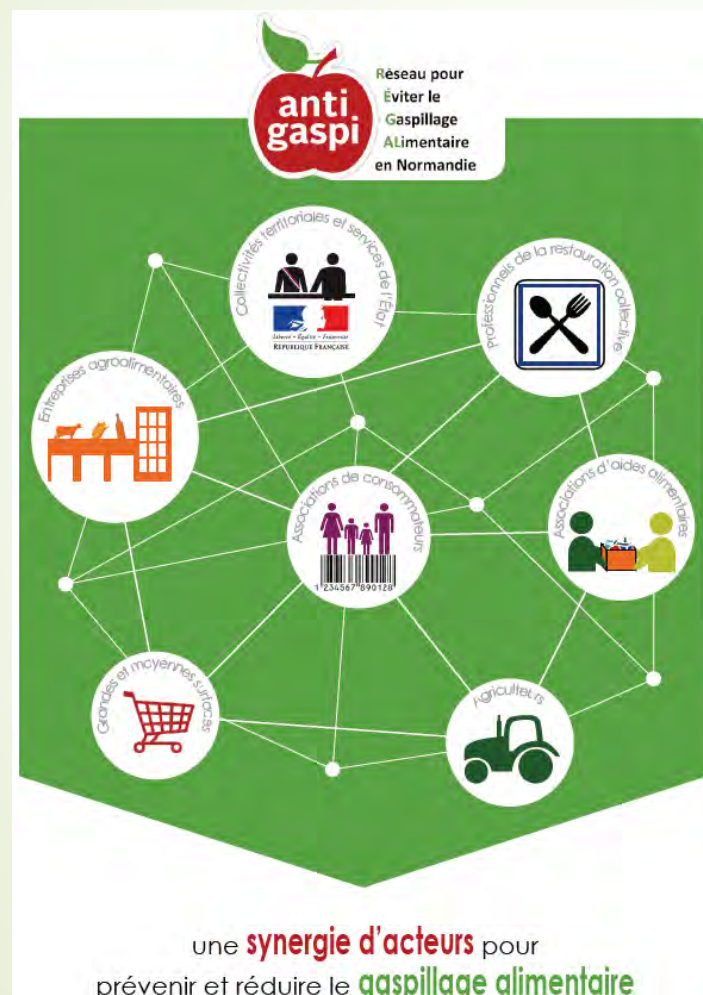 anti
gaspi
Réseau pour
Éviter le
Gaspillage
ALimentaire
en Normandie
Collectivités territoriales et services de l'État
Liberté • Égalité • Fraternité
RÉPUBLIQUE FRANÇAISE
Professionnels de la restauration collective
Entreprises agroalimentaires
Associations de consommateurs
1 234567 890128
Associations d'aides alimentaires
Grandes et moyennes surfaces
Agriculteurs
une synergie d'acteurs pour
prévenir et réduire le gaspillage alimentaire